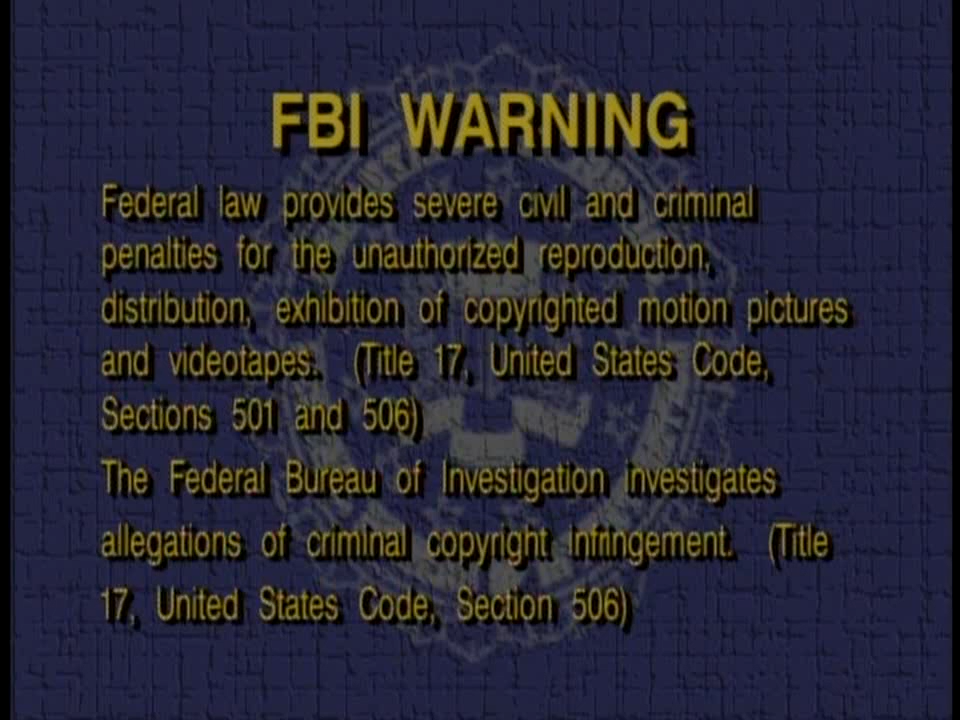 FBI WARNING
Federal law provides severe civil and criminal
penalties for the unauthorized reproduction,
distribution, exhibition of copyrighted motion pictures
and videotapes. (Title 17, United States Code,
Sections 501 and 506)
The Federal Bureau of Investigation investigates
allegations of criminal copyright infringement. (Title
17, United States Code, Section 506)